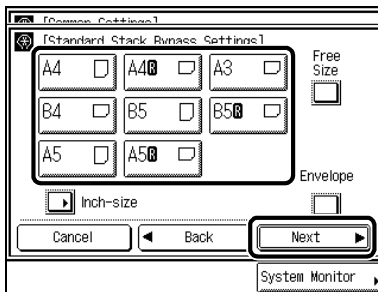 [Common Settings]
[Standard Stack Bypass Settings]
A4 A4R A3 Free Size
B4 B5 B5R
A5 A5R
Envelope
Inch-size
Cancel ◀ Back Next ▶
System Monitor